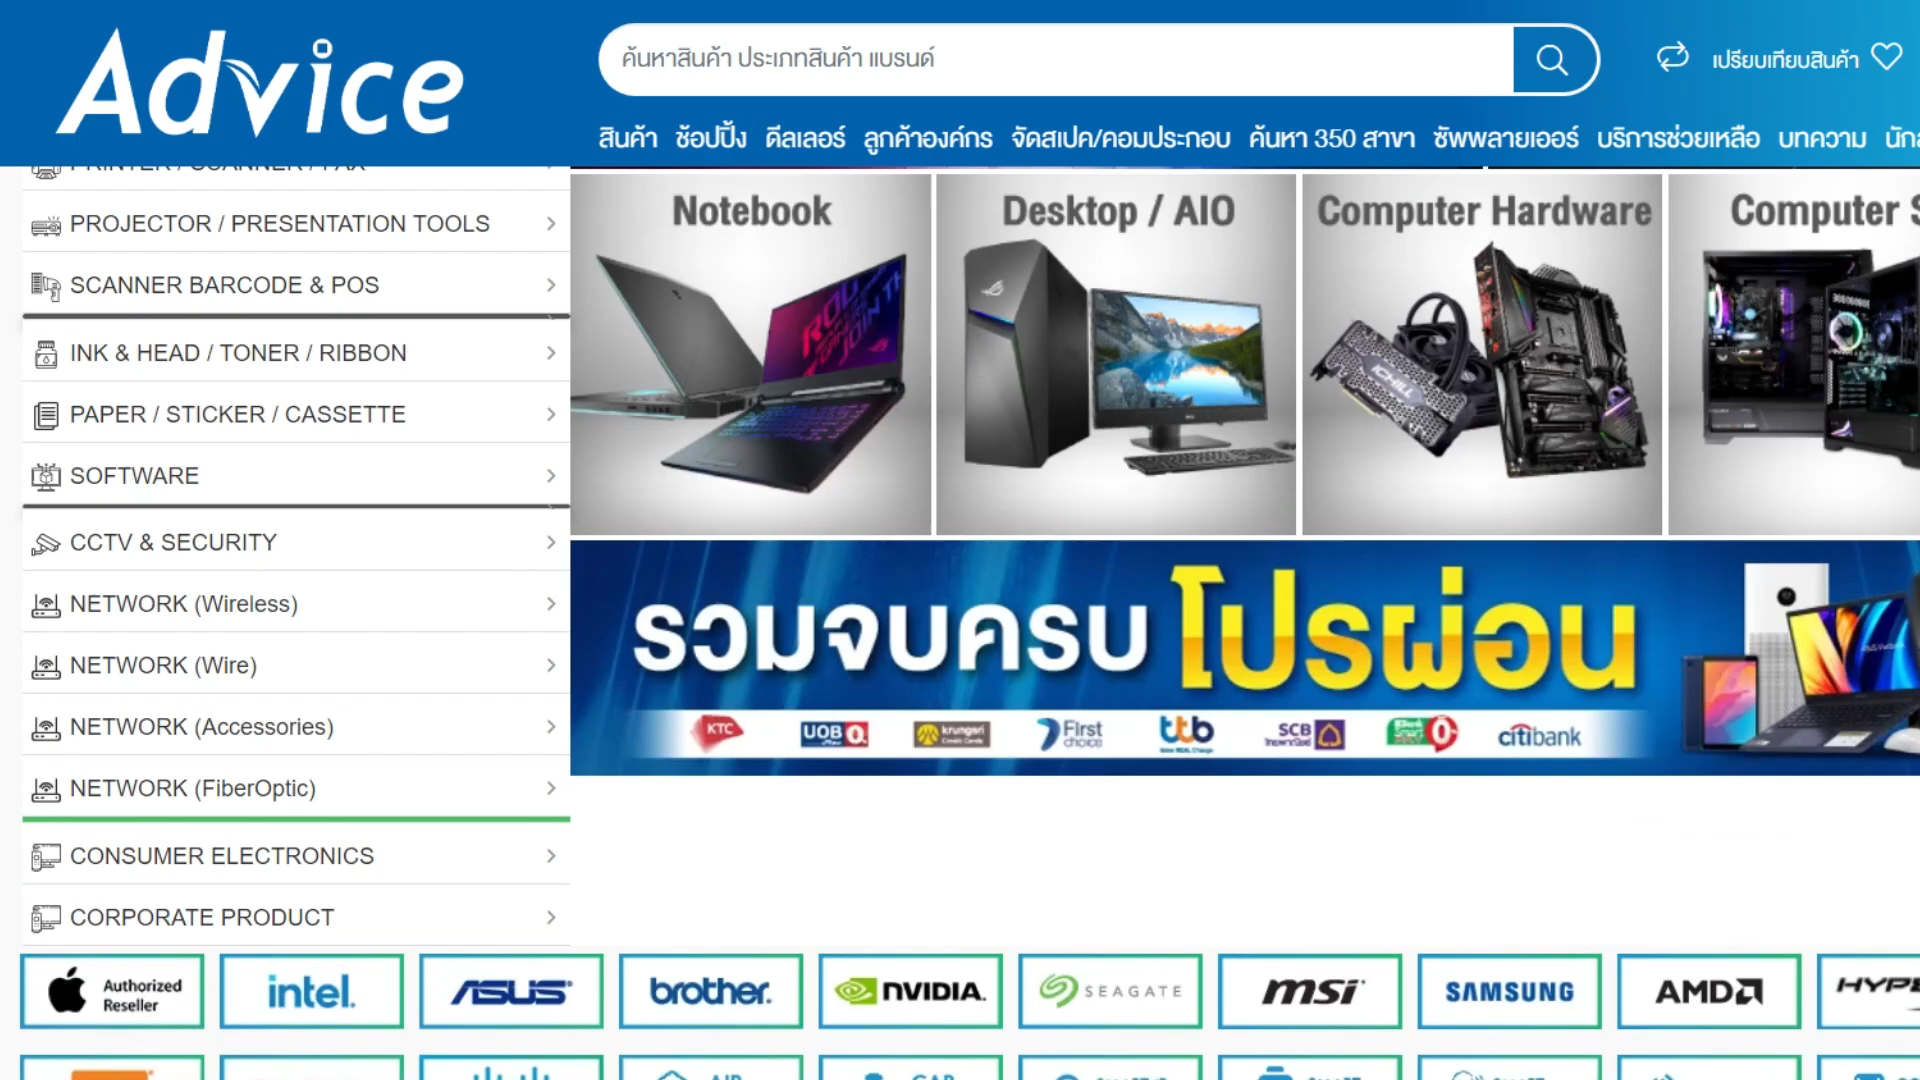 Advice
ค้นหาสินค้า ประเภทสินค้า แบรนด์
เปรียบเทียบสินค้า
สินค้า ช้อปปิ้ง ดีลเลอร์ ลูกค้าองค์กร จัดสเปค/คอมประกอบ ค้นหา 350 สาขา ซัพพลายเออร์ บริการช่วยเหลือ บทความ
PRINTER / SCANNER / FAX
PROJECTOR / PRESENTATION TOOLS
SCANNER BARCODE & POS
INK & HEAD / TONER / RIBBON
PAPER / STICKER / CASSETTE
SOFTWARE
CCTV & SECURITY
NETWORK (Wireless)
NETWORK (Wire)
NETWORK (Accessories)
NETWORK (FiberOptic)
CONSUMER ELECTRONICS
CORPORATE PRODUCT
Notebook
Desktop / AIO
Computer Hardware
Computer S
ICHILL
รวมจบครบ โปรผ่อน
KTC
UOB
krungsri
First choice
ttb
SCB
citibank
Authorized Reseller
intel.
ASUS
brother.
NVIDIA.
SEAGATE
msi
SAMSUNG
AMD